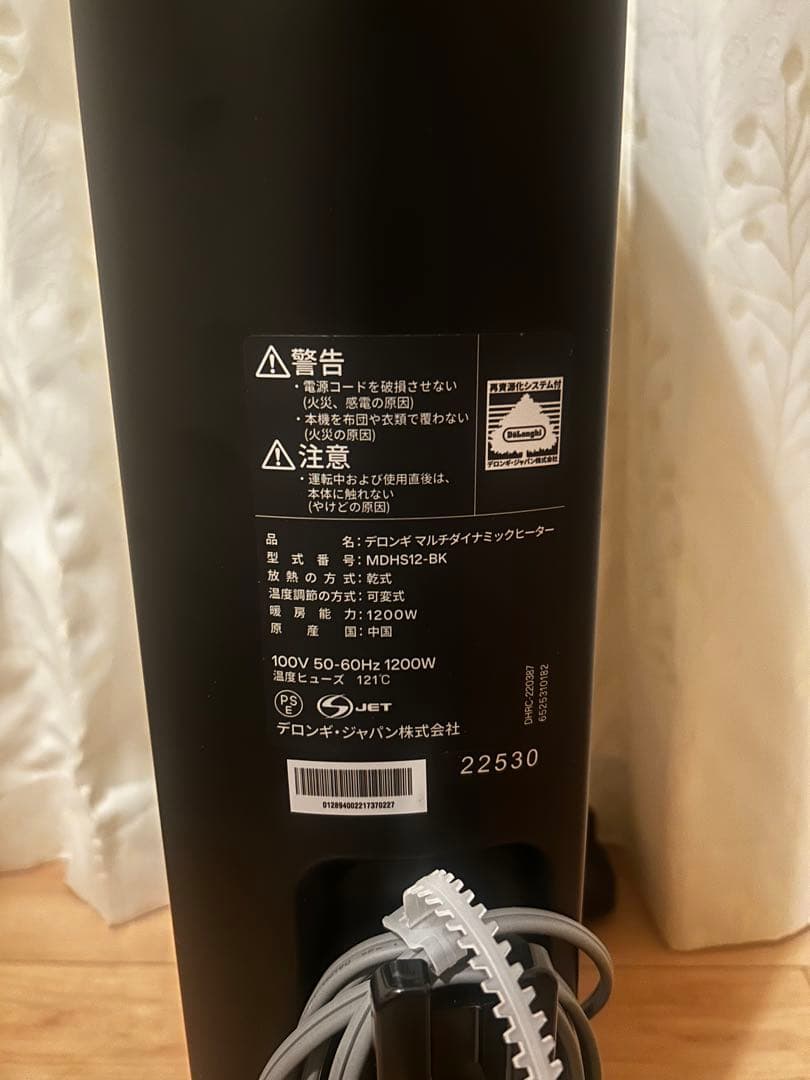 警告
・電源コードを破損させない
(火災、感電の原因)
・本機を布団や衣類で覆わない
(火災の原因)
注意
・運転中および使用直後は、
本体に触れない
(やけどの原因)
再資源化システム付
DeLonghi
デロンギ・ジャパン株式会社
品名：デロンギ マルチダイナミックヒーター
型式番号：MDHS12-BK
放熱の方式：乾式
温度調節の方式：可変式
暖房能力：1200W
原産国：中国
100V 50-60Hz 1200W
温度ヒューズ 121℃
PS
E
JET
デロンギ・ジャパン株式会社
DHRC-220387
6525310182
22530
012894002217370227